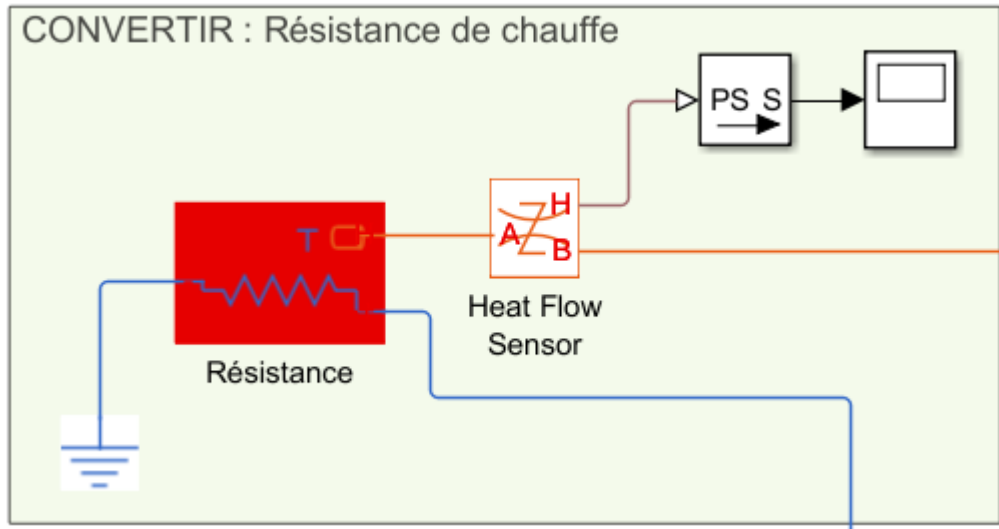 CONVERTIR : Résistance de chauffe
PS S
H
T
A
B
Heat Flow
Sensor
Résistance